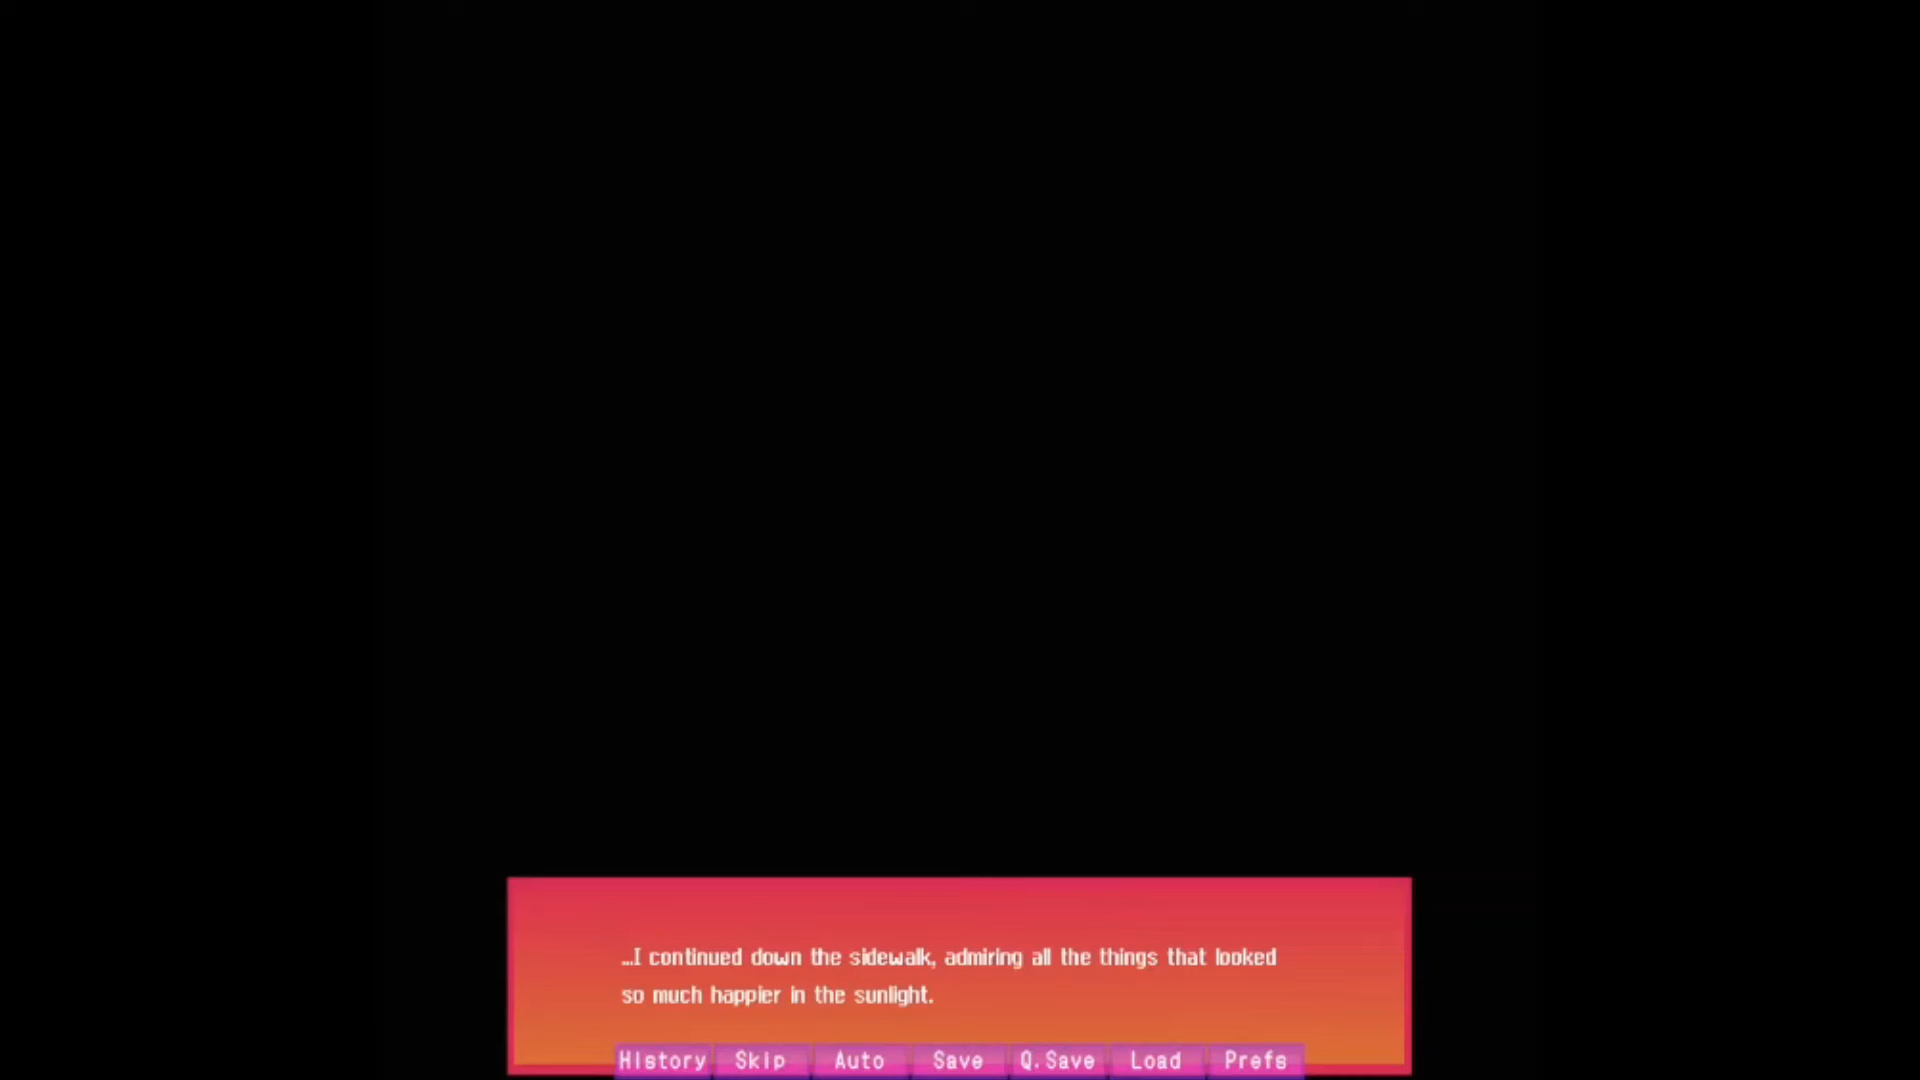 …I continued down the sidewalk, admiring all the things that looked
so much happier in the sunlight.
History Skip Auto Save Q.Save Load Prefs